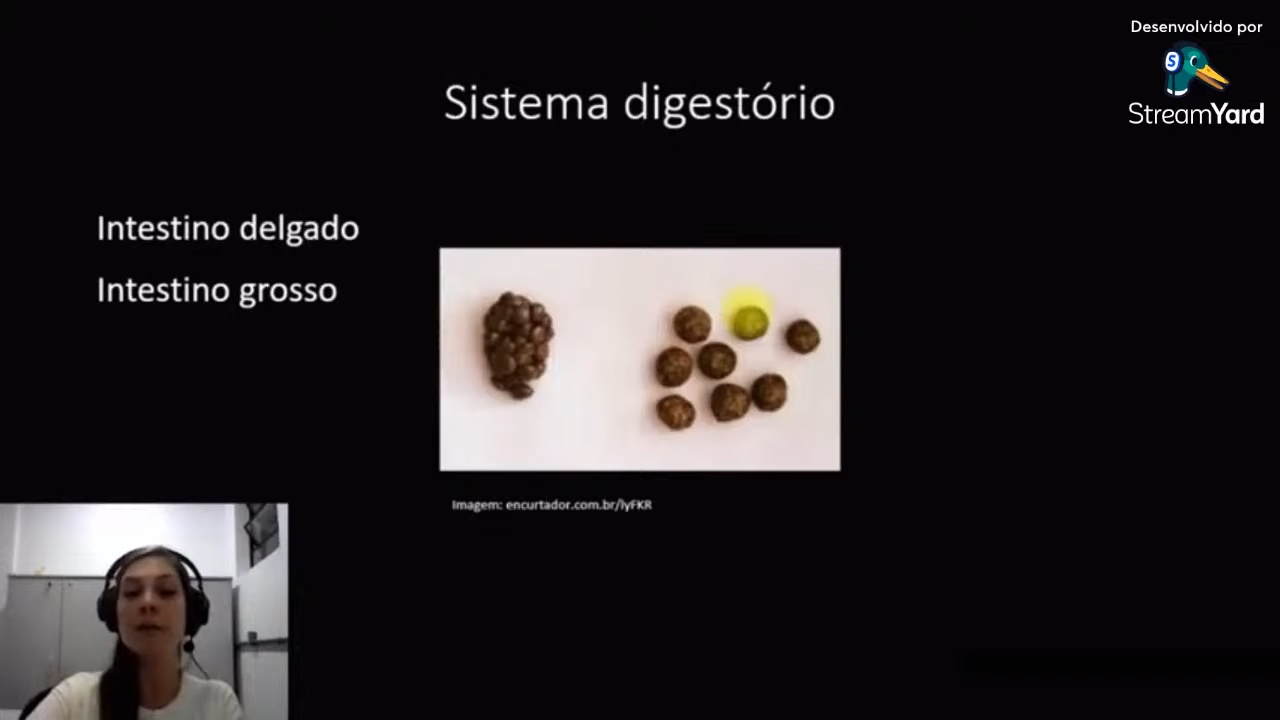 Desenvolvido por
StreamYard
Sistema digestório
Intestino delgado
Intestino grosso
Imagem: encurtador.com.br/lyFKR